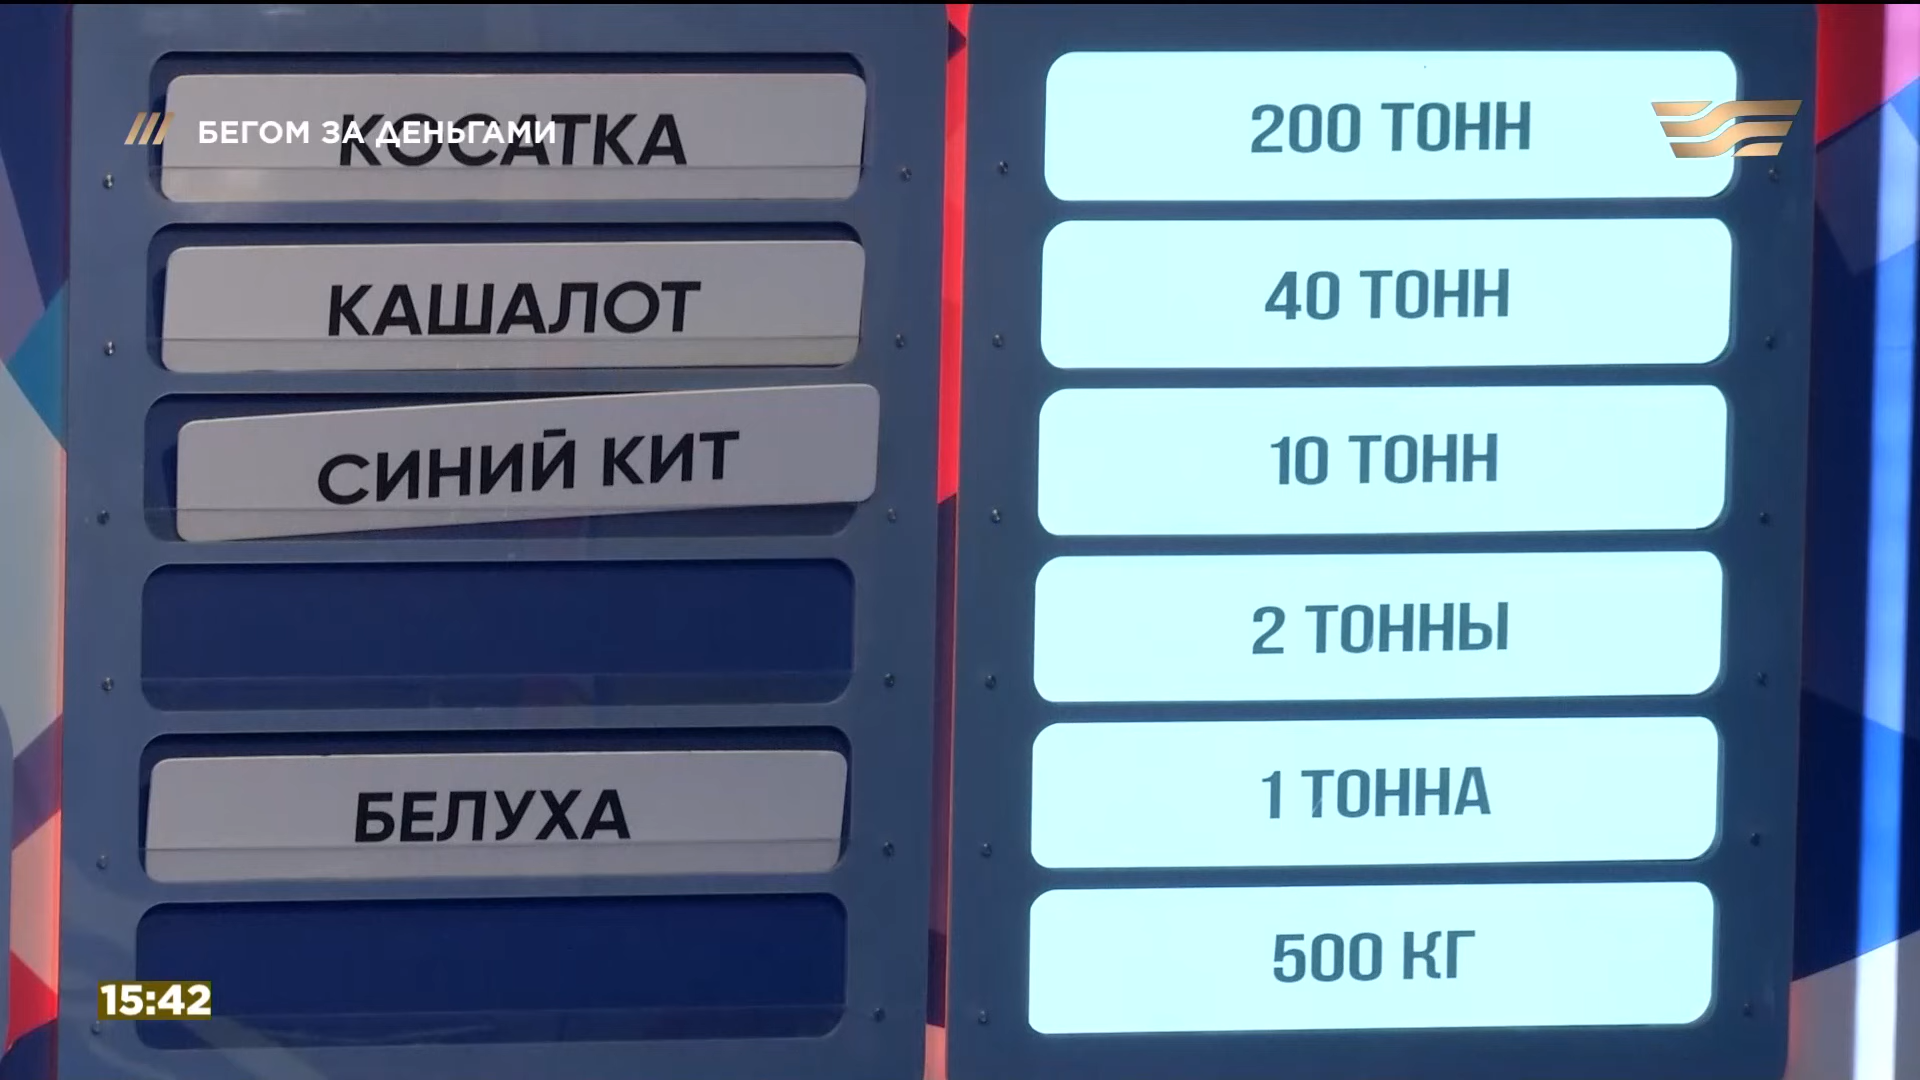 БЕГОМ ЗА ДЕНЬГАМИ
КОСАТКА
200 ТОНН
КАШАЛОТ
40 ТОНН
СИНИЙ КИТ
10 ТОНН
2 ТОННЫ
БЕЛУХА
1 ТОННА
500 КГ
15:42